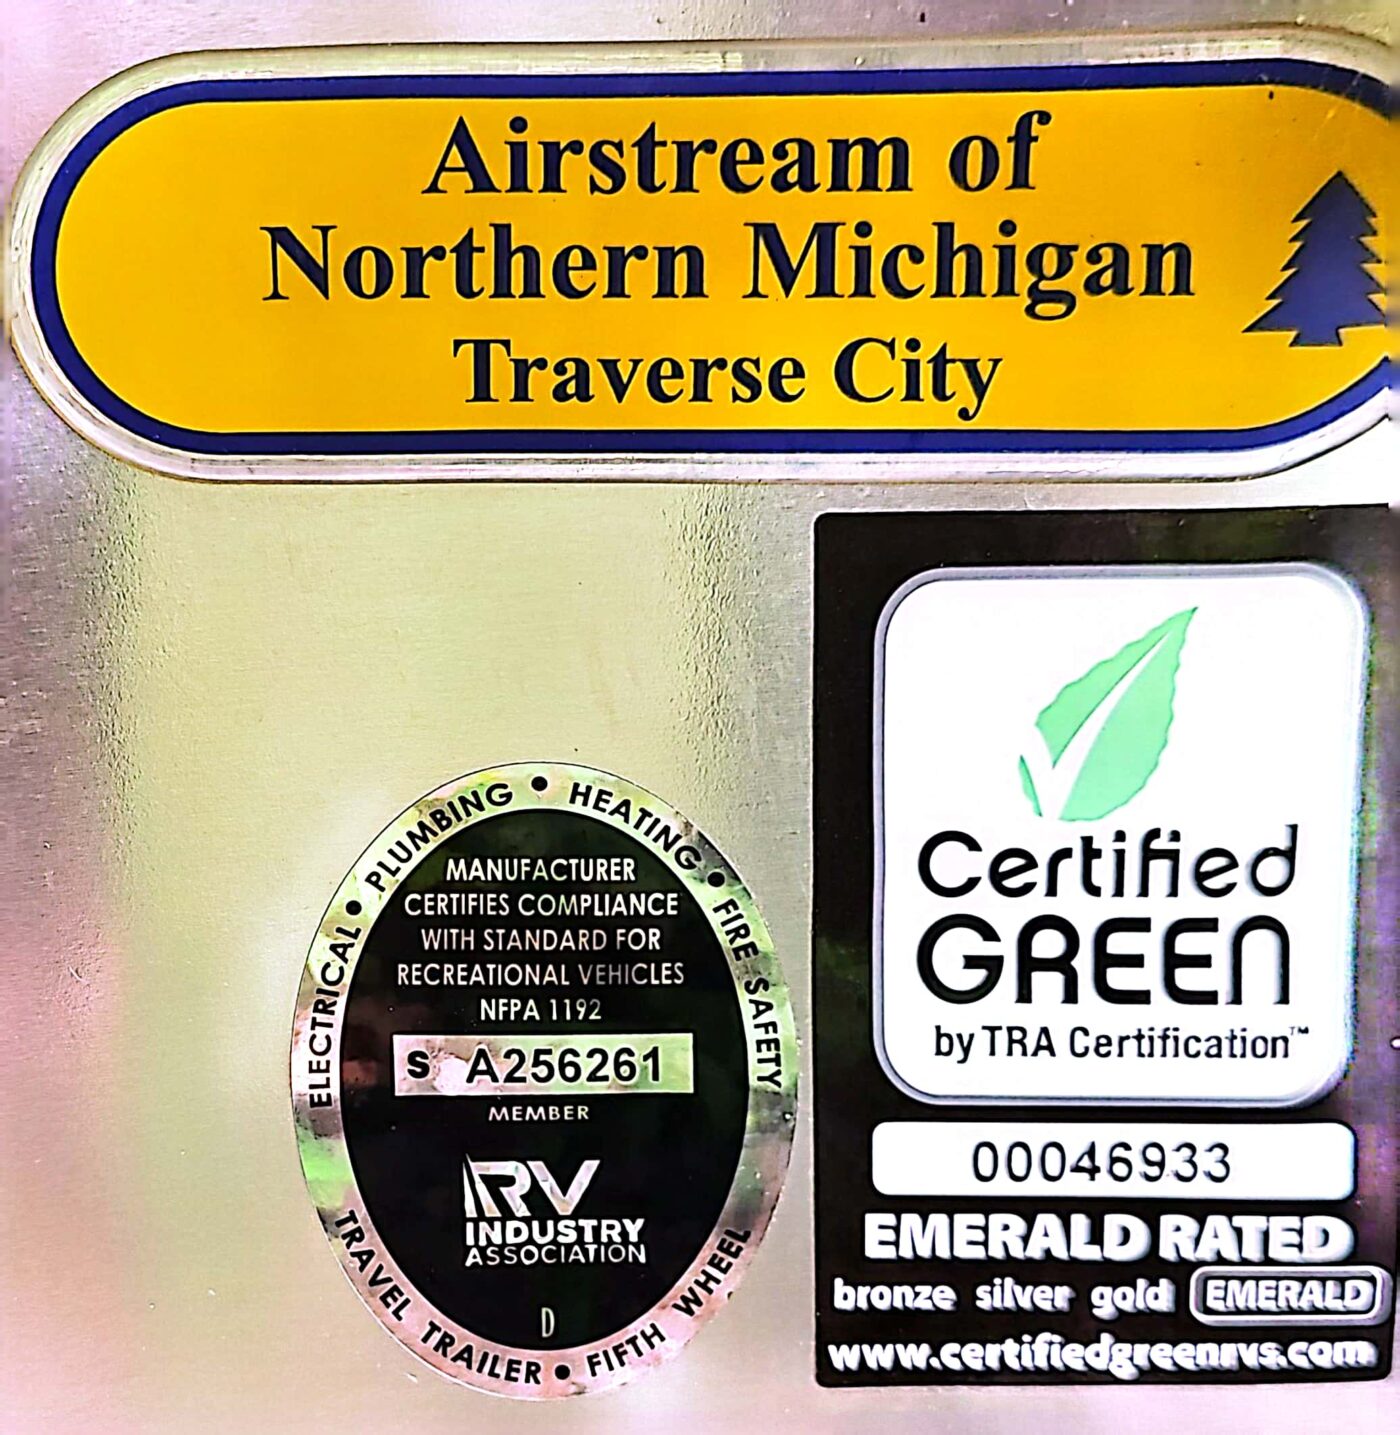 Airstream of
Northern Michigan
Traverse City
ELECTRICAL • PLUMBING • HEATING • FIRE SAFETY
MANUFACTURER
CERTIFIES COMPLIANCE
WITH STANDARD FOR
RECREATIONAL VEHICLES
NFPA 1192
S A256261
MEMBER
RV
INDUSTRY
ASSOCIATION
D
TRAVEL TRAILER • FIFTH WHEEL
Certified
GREEN
by TRA Certification™
00046933
EMERALD RATED
bronze silver gold EMERALD
www.certifiedgreenrvs.com